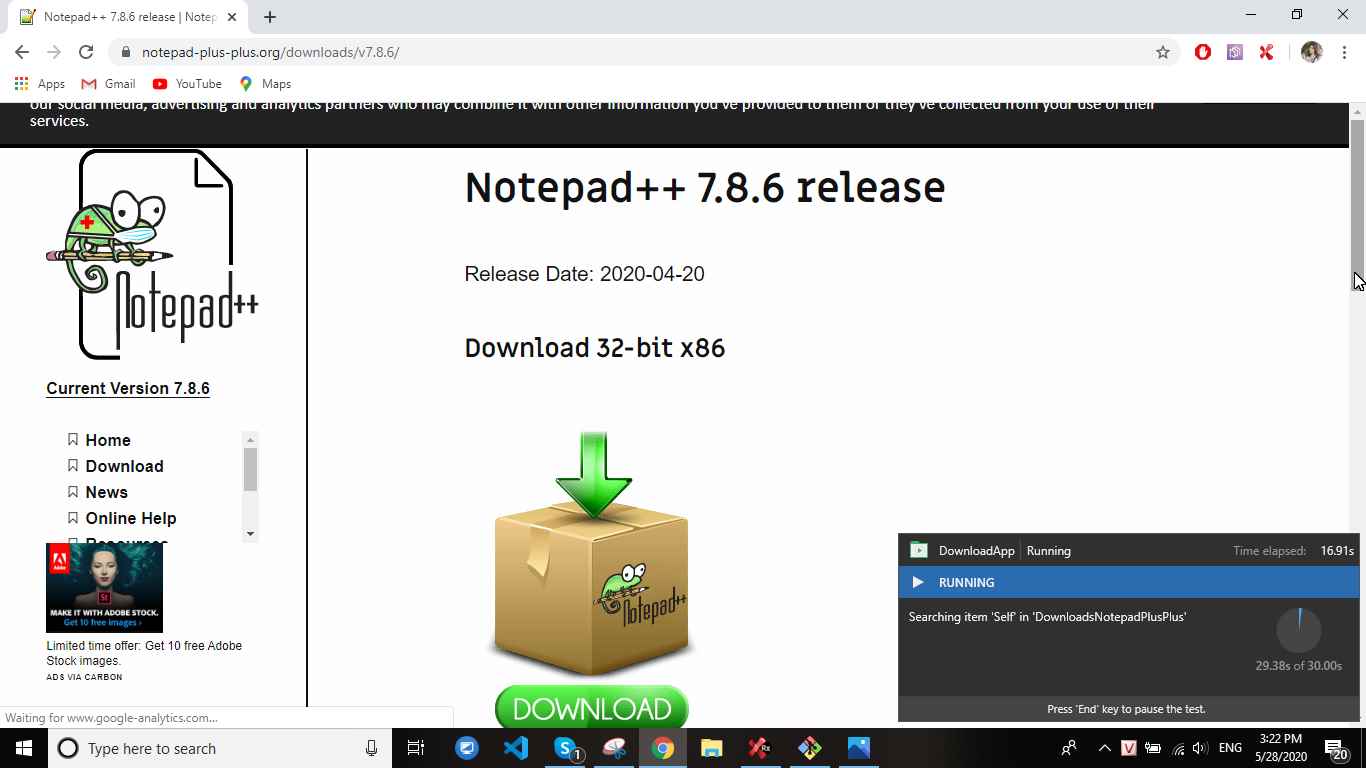 Notepad++ 7.8.6 release | Notep
notepad-plus-plus.org/downloads/v7.8.6/
Apps Gmail YouTube Maps
our social media, advertising and analytics partners who may combine it with other information you've provided to them or they've collected from your use of their
services.
Notepad++
Current Version 7.8.6
Home
Download
News
Online Help
Resources
Adobe
St
MAKE IT WITH ADOBE STOCK.
Get 10 free images ›
Limited time offer: Get 10 free Adobe
Stock images.
ADS VIA CARBON
Notepad++ 7.8.6 release
Release Date: 2020-04-20
Download 32-bit x86
Notepad++
DOWNLOAD
DownloadApp Running Time elapsed: 16.91s
RUNNING
Searching item 'Self' in 'DownloadsNotepadPlusPlus'
29.38s of 30.00s
Press 'End' key to pause the test.
Waiting for www.google-analytics.com...
Type here to search
1
Rx
V
ENG
3:22 PM
5/28/2020
20